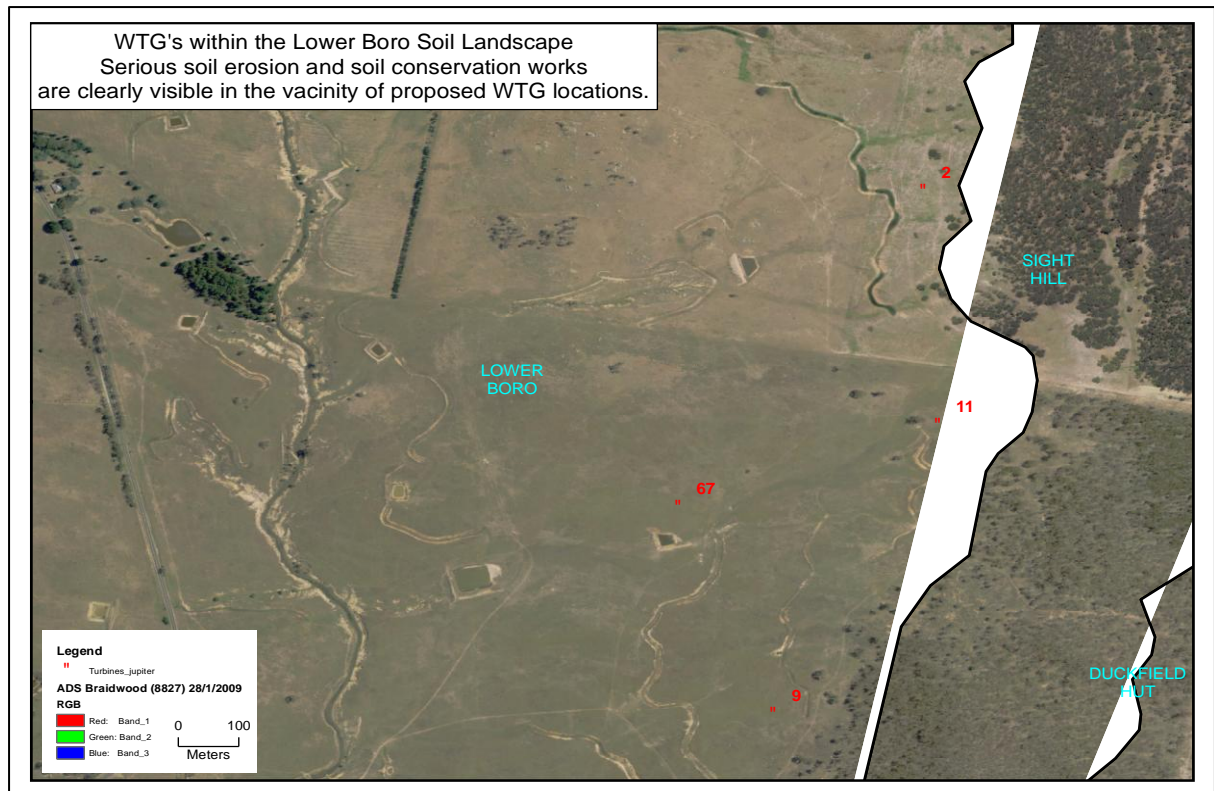 WTG's within the Lower Boro Soil Landscape
Serious soil erosion and soil conservation works
are clearly visible in the vacinity of proposed WTG locations.
2
SIGHT
HILL
LOWER
BORO
11
67
9
DUCKFIELD
HUT
Legend
" Turbines_jupiter
ADS Braidwood (8827) 28/1/2009
RGB
Red: Band_1
Green: Band_2
Blue: Band_3
0 100
Meters